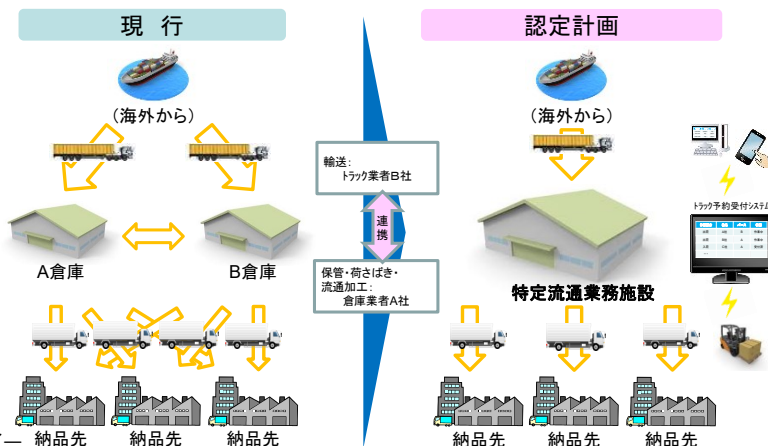 現 行
認定計画
(海外から)
(海外から)
輸送:
トラック業者B社
連
携
保管・荷さばき・
流通加工:
倉庫業者A社
トラック予約受付システム
A倉庫
B倉庫
特定流通業務施設
納品先
納品先
納品先
納品先
納品先
納品先